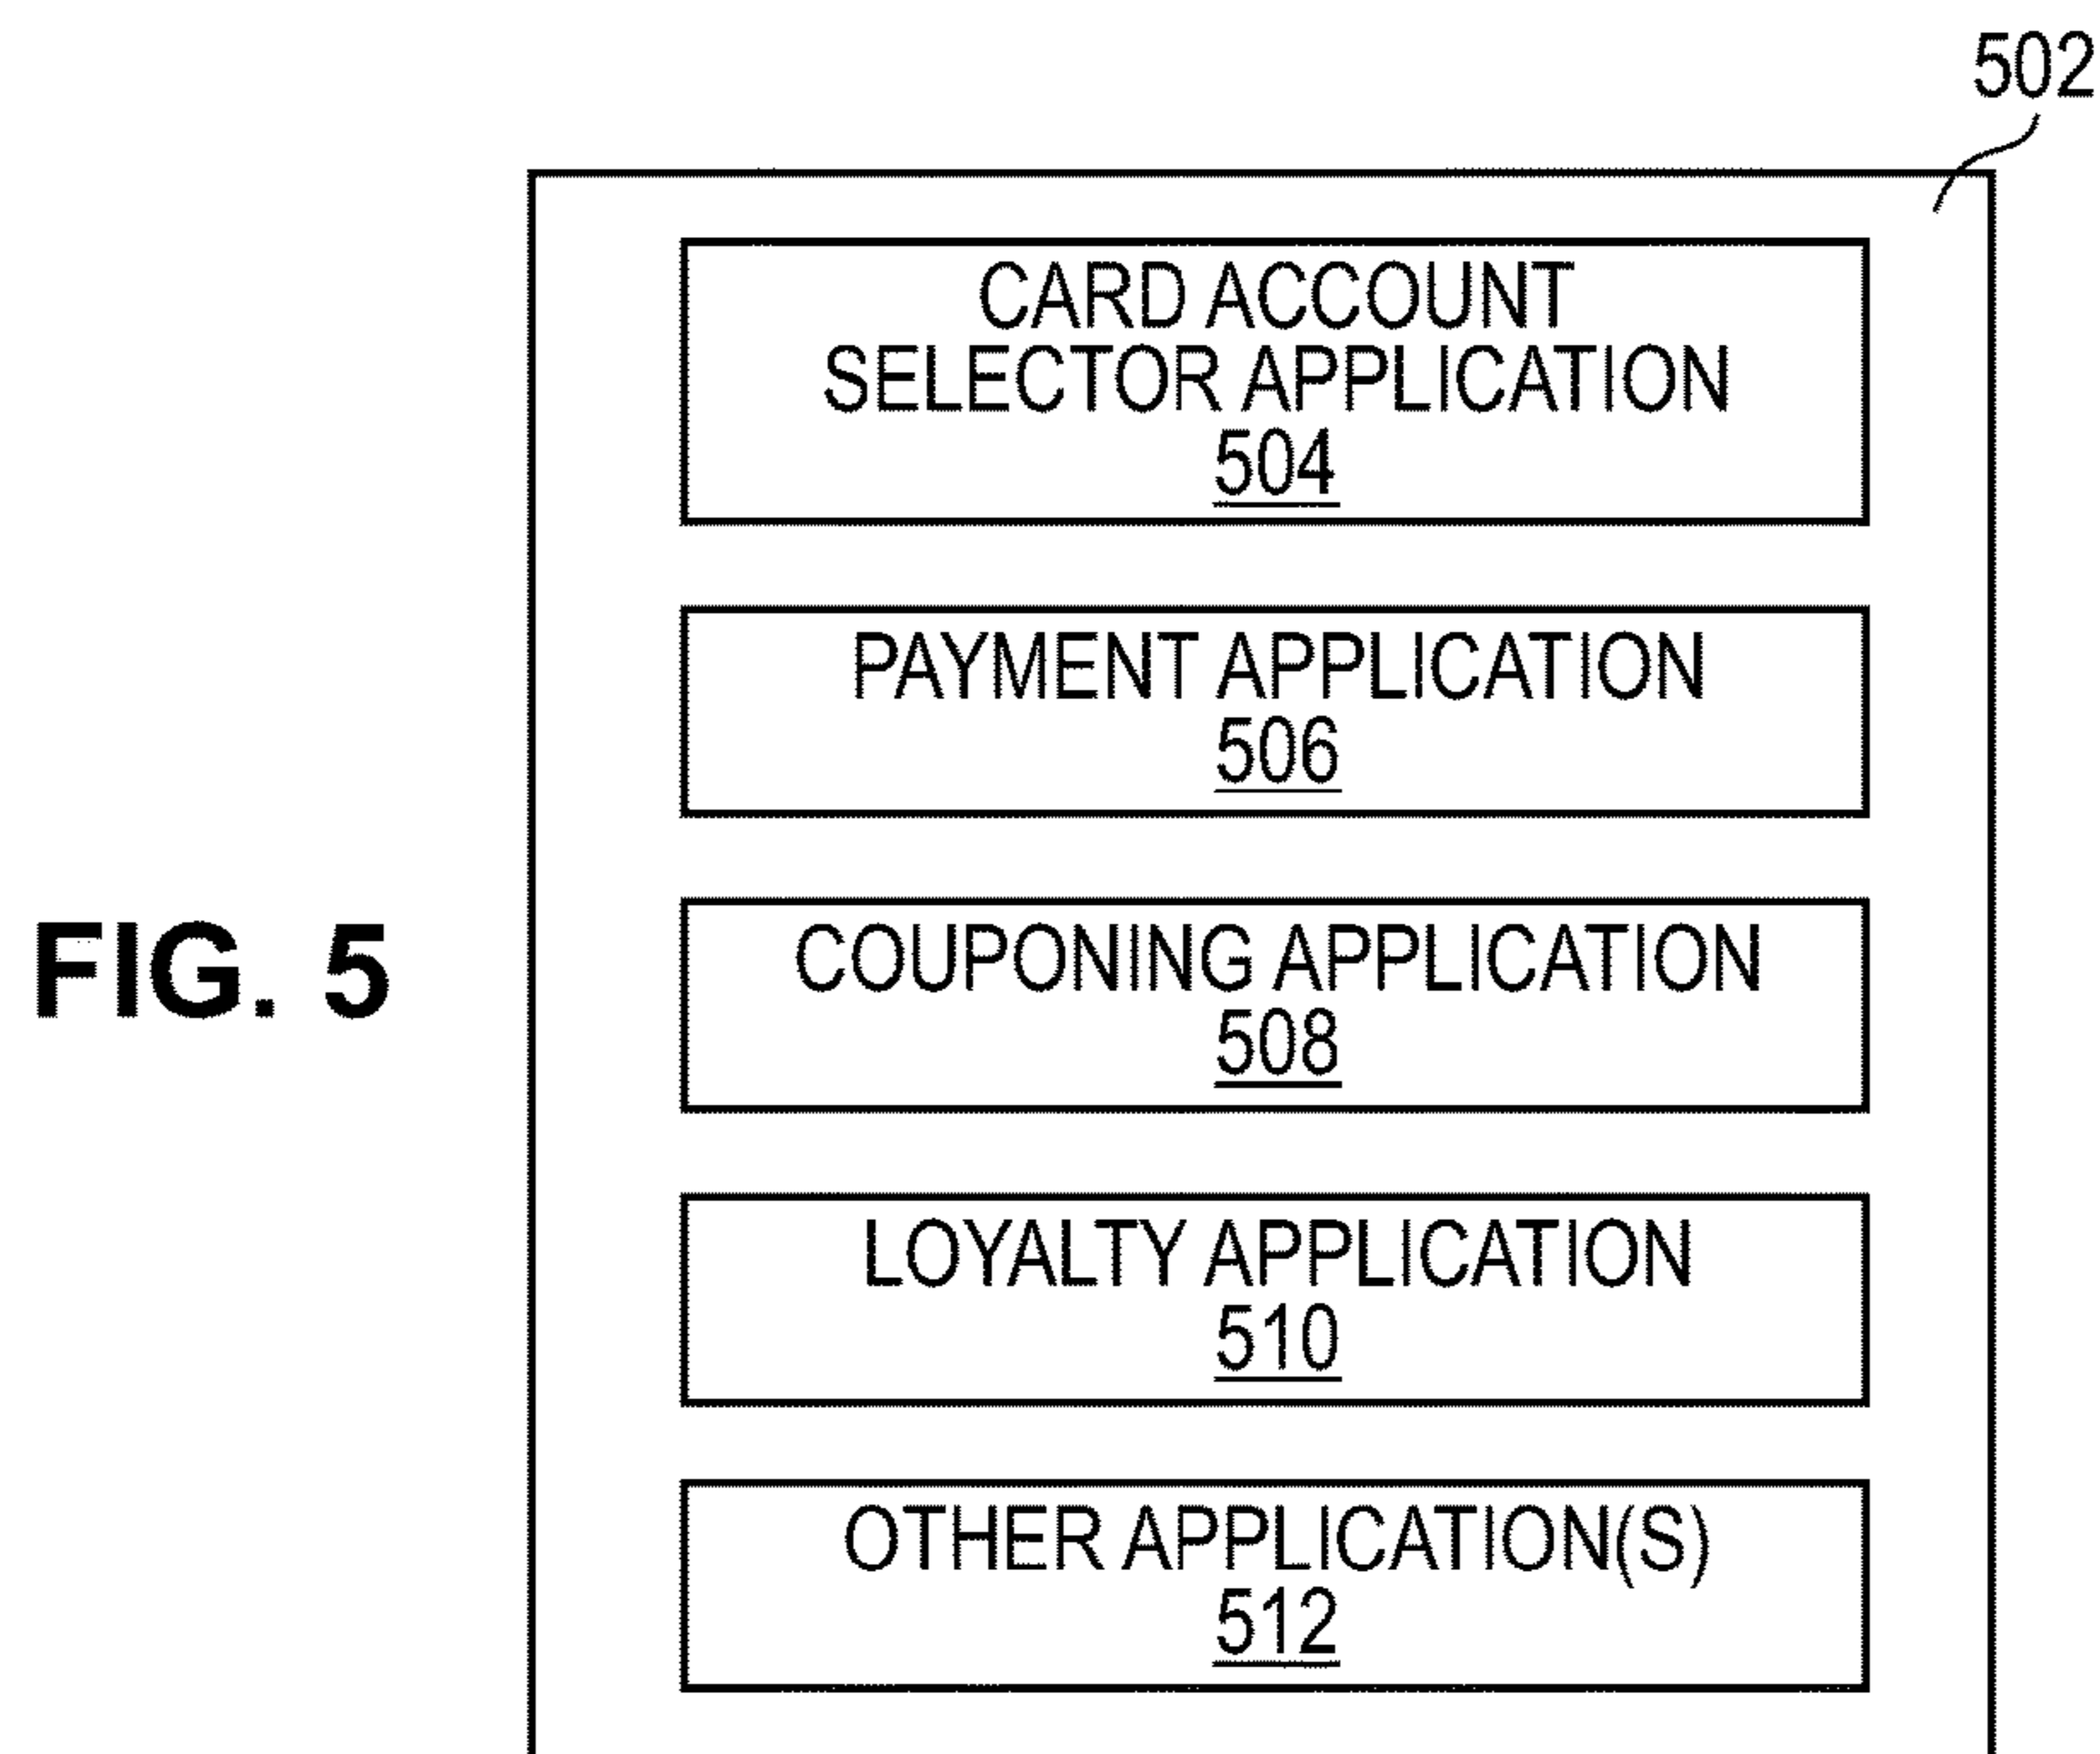 502
CARD ACCOUNT
SELECTOR APPLICATION
504
PAYMENT APPLICATION
506
COUPONING APPLICATION
508
FIG. 5
LOYALTY APPLICATION
510
OTHER APPLICATION(S)
512